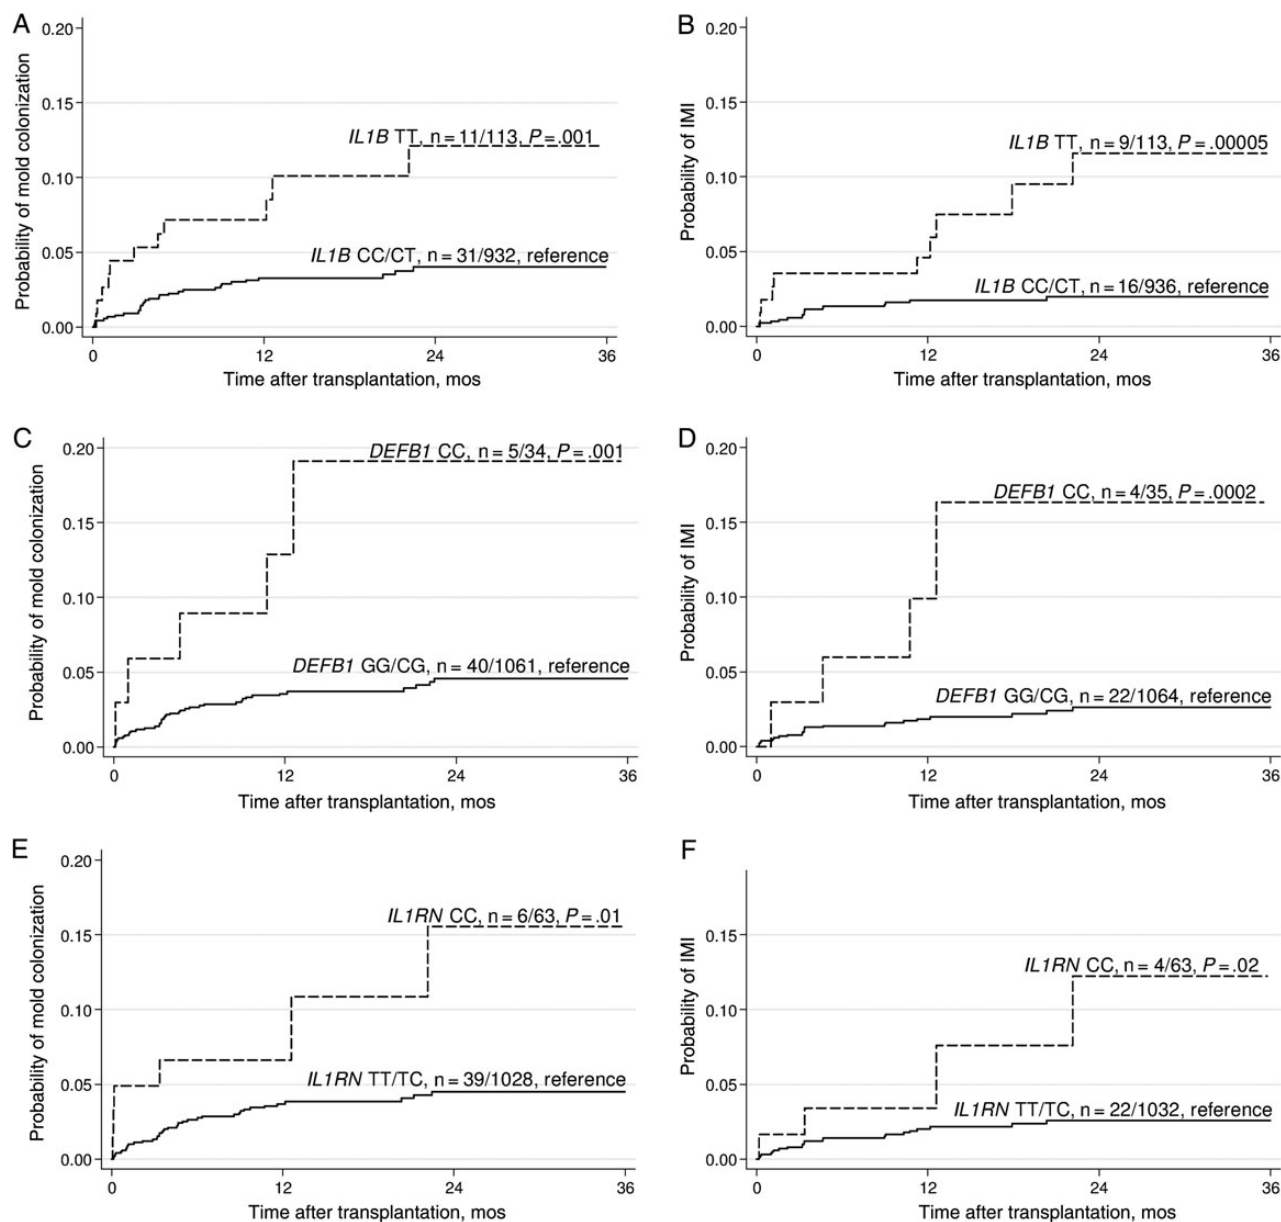 A
Probability of mold colonization
0.20
0.15
0.10
0.05
0.00
IL1B TT, n = 11/113, P = .001
IL1B CC/CT, n = 31/932, reference
0 12 24 36
Time after transplantation, mos
B
Probability of IMI
0.20
0.15
0.10
0.05
0.00
IL1B TT, n = 9/113, P = .00005
IL1B CC/CT, n = 16/936, reference
0 12 24 36
Time after transplantation, mos
C
Probability of mold colonization
0.20
0.15
0.10
0.05
0.00
DEFB1 CC, n = 5/34, P = .001
DEFB1 GG/CG, n = 40/1061, reference
0 12 24 36
Time after transplantation, mos
D
Probability of IMI
0.20
0.15
0.10
0.05
0.00
DEFB1 CC, n = 4/35, P = .0002
DEFB1 GG/CG, n = 22/1064, reference
0 12 24 36
Time after transplantation, mos
E
Probability of mold colonization
0.20
0.15
0.10
0.05
0.00
IL1RN CC, n = 6/63, P = .01
IL1RN TT/TC, n = 39/1028, reference
0 12 24 36
Time after transplantation, mos
F
Probability of IMI
0.15
0.10
0.05
0.00
IL1RN CC, n = 4/63, P = .02
IL1RN TT/TC, n = 22/1032, reference
0 12 24 36
Time after transplantation, mos